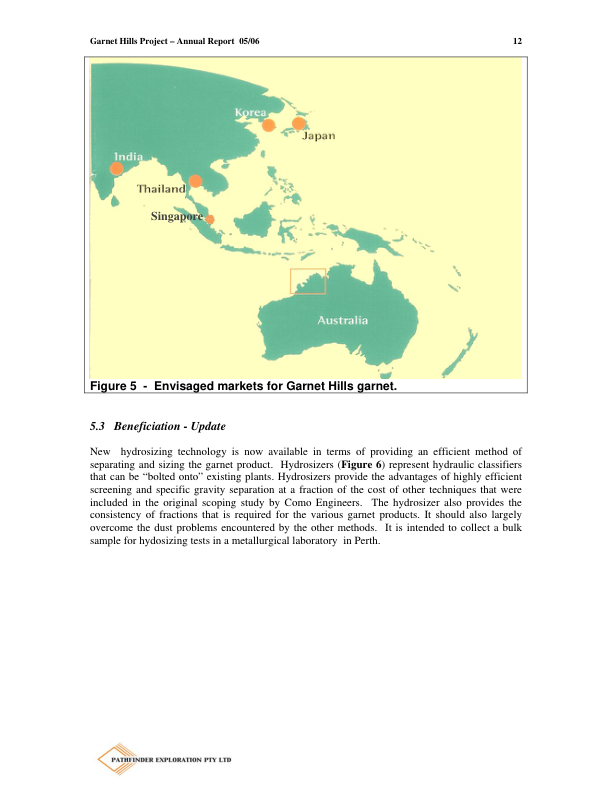 Garnet Hills Project – Annual Report 05/06 12
Korea
Japan
India
Thailand
Singapore
Australia
Figure 5 - Envisaged markets for Garnet Hills garnet.
5.3 Beneficiation - Update
New hydrosizing technology is now available in terms of providing an efficient method of
separating and sizing the garnet product. Hydrosizers (Figure 6) represent hydraulic classifiers
that can be “bolted onto” existing plants. Hydrosizers provide the advantages of highly efficient
screening and specific gravity separation at a fraction of the cost of other techniques that were
included in the original scoping study by Como Engineers. The hydrosizer also provides the
consistency of fractions that is required for the various garnet products. It should also largely
overcome the dust problems encountered by the other methods. It is intended to collect a bulk
sample for hydosizing tests in a metallurgical laboratory in Perth.
PATHFINDER EXPLORATION PTY LTD